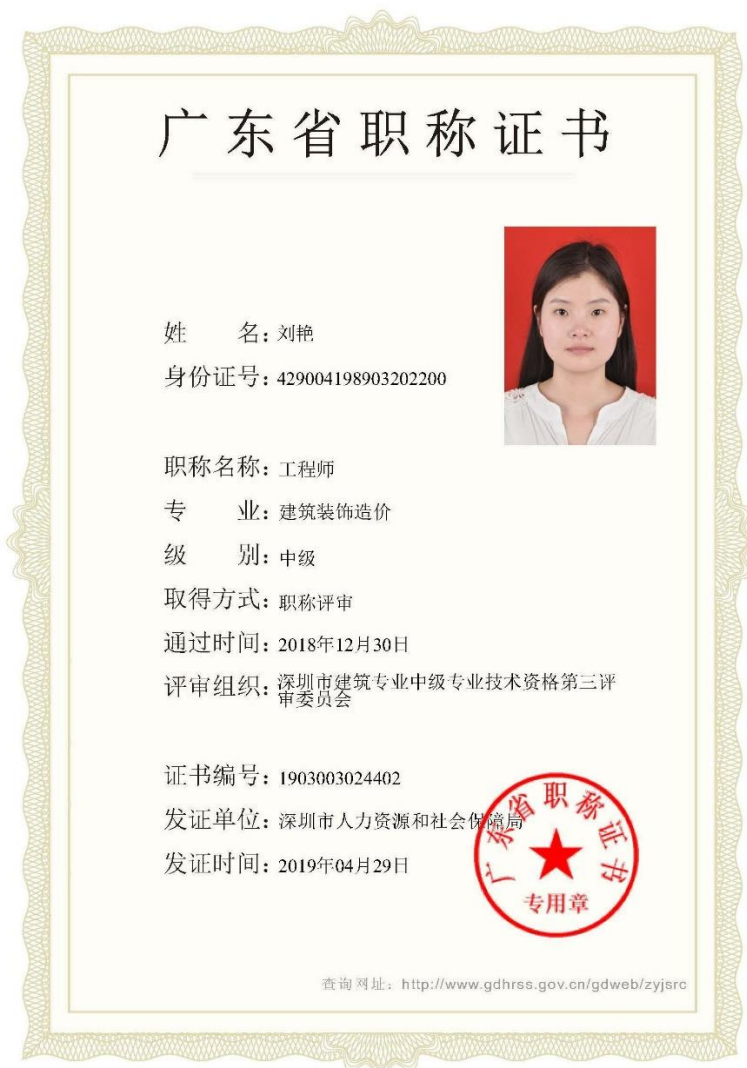 广东省职称证书
姓 名：刘艳
身份证号：429004198903202200
职称名称：工程师
专 业：建筑装饰造价
级 别：中级
取得方式：职称评审
通过时间：2018年12月30日
评审组织：深圳市建筑专业中级专业技术资格第三评
审委员会
证书编号：1903003024402
发证单位：深圳市人力资源和社会保障局
发证时间：2019年04月29日
广东省职称证书
专用章
查询网址：http://www.gdhrss.gov.cn/gdweb/zyjsrc